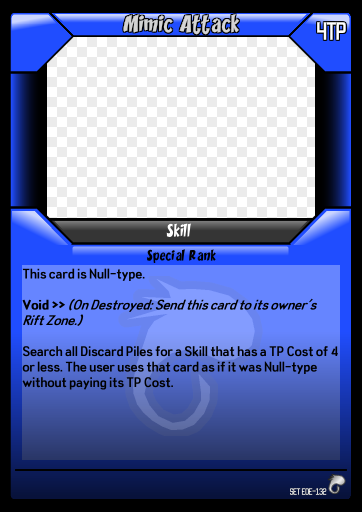 Mimic Attack
4TP
Skill
Special Rank
This card is Null-type.
Void >> (On Destroyed: Send this card to its owner's
Rift Zone.)
Search all Discard Piles for a Skill that has a TP Cost of 4
or less. The user uses that card as if it was Null-type
without paying its TP Cost.
SET EDE-132